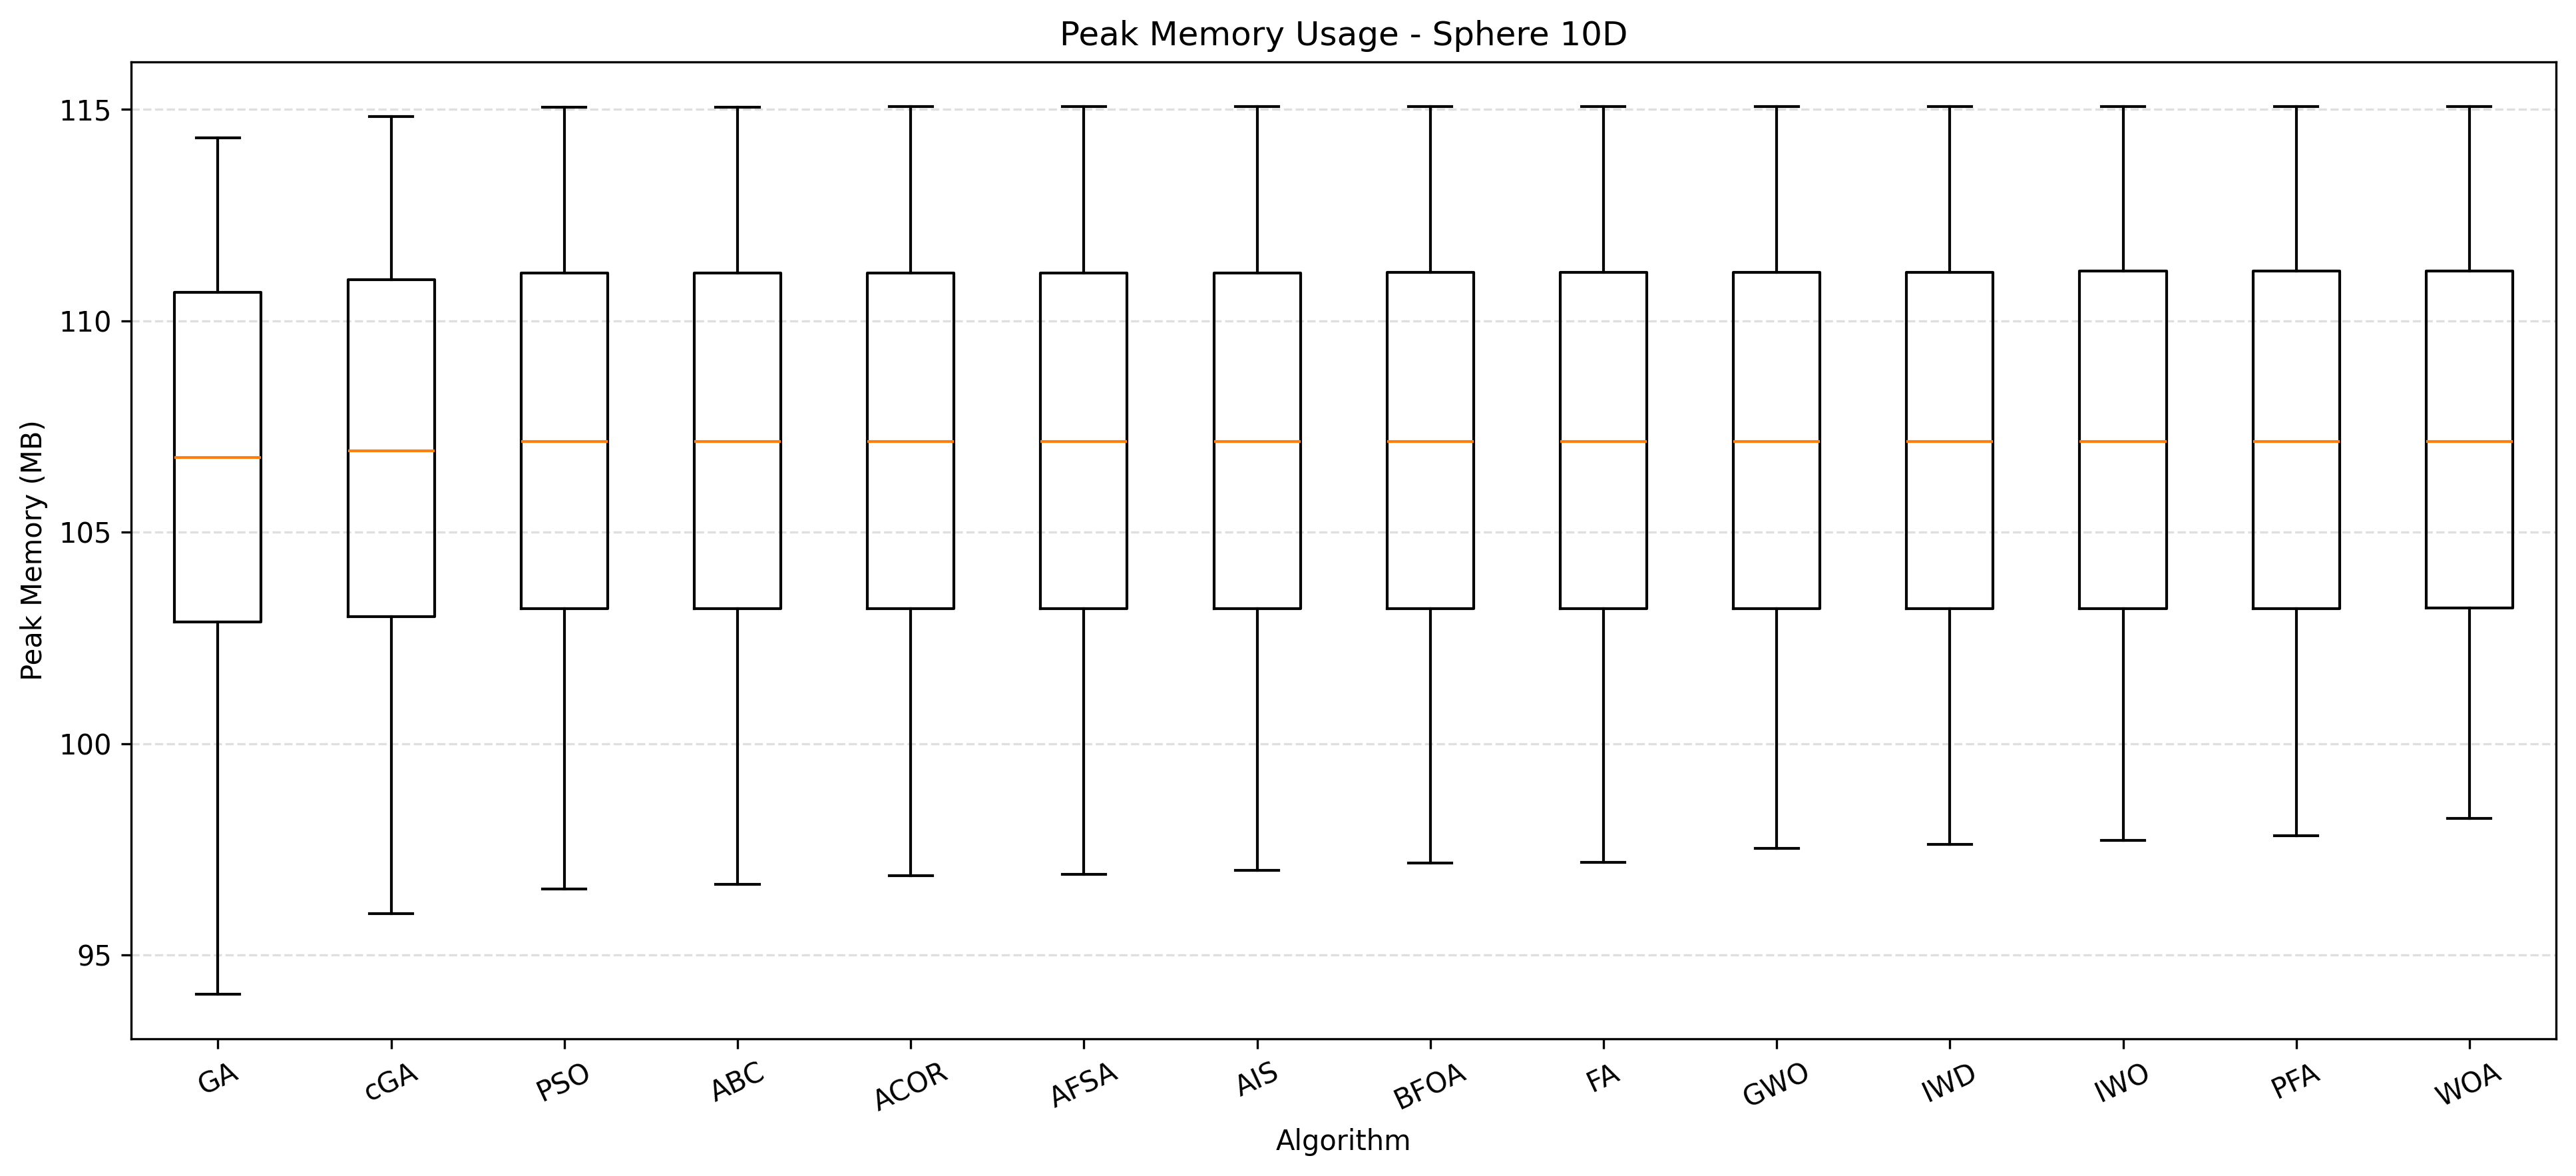 Peak Memory Usage - Sphere 10D
Peak Memory (MB)
115
110
105
100
95
GA cGA PSO ABC ACOR AFSA AIS BFOA FA GWO IWD IWO PFA WOA
Algorithm